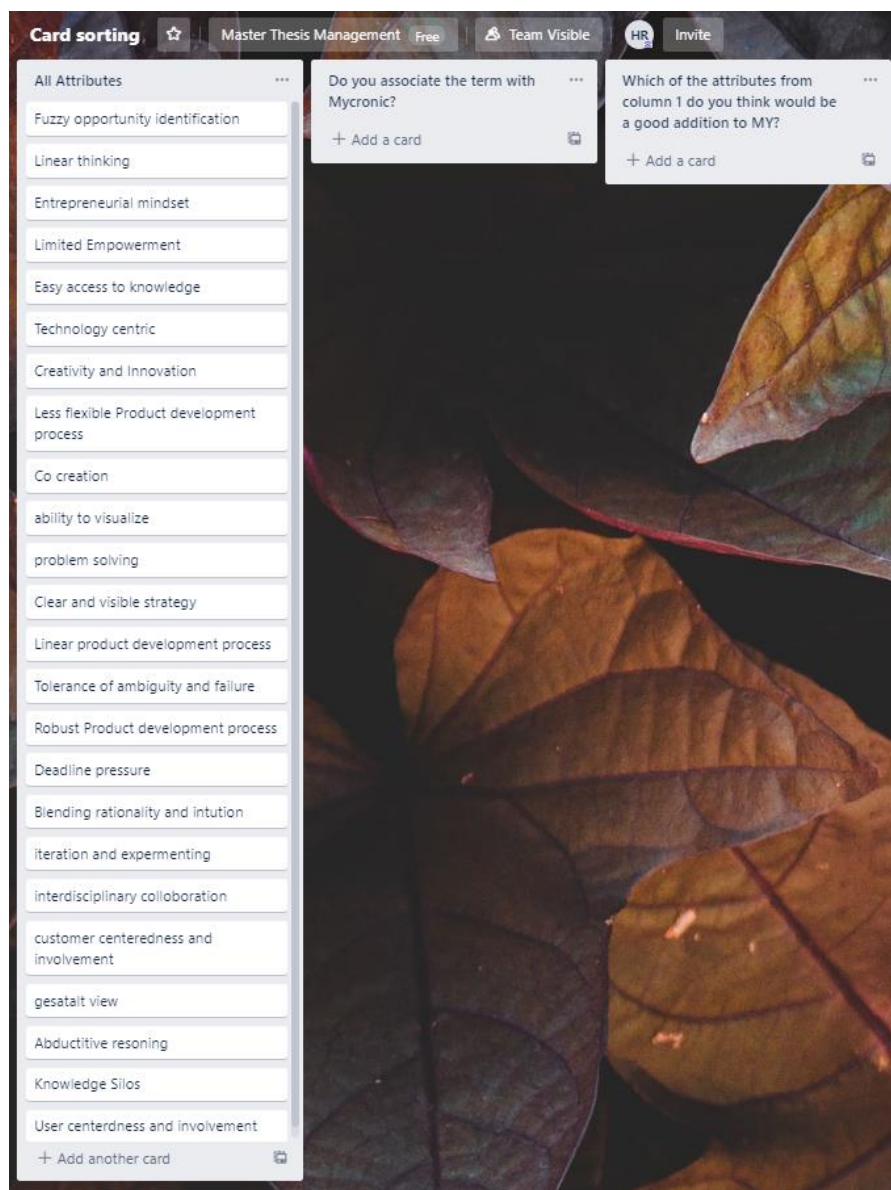 Card sorting
Master Thesis Management Free
Team Visible
HR
Invite
All Attributes
Fuzzy opportunity identification
Linear thinking
Entrepreneurial mindset
Limited Empowerment
Easy access to knowledge
Technology centric
Creativity and Innovation
Less flexible Product development
process
Co creation
ability to visualize
problem solving
Clear and visible strategy
Linear product development process
Tolerance of ambiguity and failure
Robust Product development process
Deadline pressure
Blending rationality and intution
iteration and expermenting
interdisciplinary colloboration
customer centeredness and
involvement
gesatalt view
Abductitive resoning
Knowledge Silos
User centerdness and involvement
+ Add another card
Do you associate the term with
Mycronic?
+ Add a card
Which of the attributes from
column 1 do you think would be
a good addition to MY?
+ Add a card